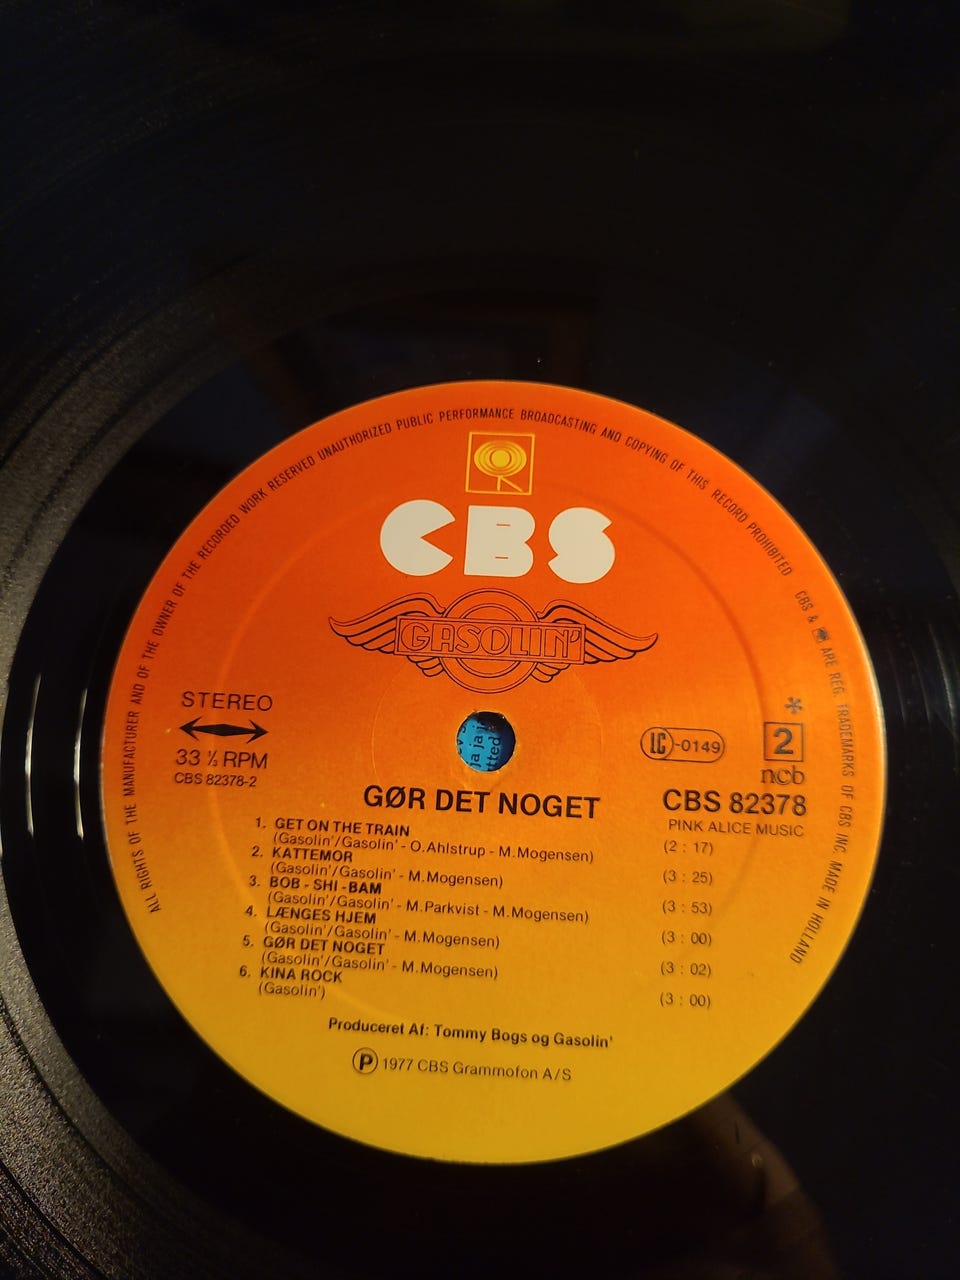 ALL RIGHTS OF THE MANUFACTURER AND OF THE OWNER OF THE RECORDED WORK RESERVED UNAUTHORIZED PUBLIC PERFORMANCE BROADCASTING AND COPYING OF THIS RECORD PROHIBITED
CBS & ARE REG. TRADEMARKS OF CBS INC. MADE IN HOLLAND
CBS
GASOLIN'
STEREO
33 ⅓ RPM
CBS 82378-2
LC-0149
*
2
ncb
CBS 82378
PINK ALICE MUSIC
GØR DET NOGET
1. GET ON THE TRAIN (2 : 17)
(Gasolin'/Gasolin' - O.Ahlstrup - M.Mogensen)
2. KATTEMOR (3 : 25)
(Gasolin'/Gasolin' - M.Mogensen)
3. BOB - SHI - BAM (3 : 53)
(Gasolin'/Gasolin' - M.Parkvist - M.Mogensen)
4. LÆNGES HJEM (3 : 00)
(Gasolin'/Gasolin' - M.Mogensen)
5. GØR DET NOGET (3 : 02)
(Gasolin'/Gasolin' - M.Mogensen)
6. KINA ROCK (3 : 00)
(Gasolin')
Produceret Af: Tommy Bogs og Gasolin'
Ⓟ 1977 CBS Grammofon A/S
ja ja j
tted a